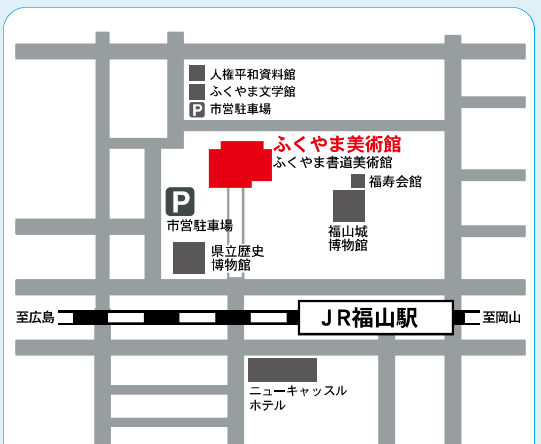 人権平和資料館
ふくやま文学館
P 市営駐車場
ふくやま美術館
ふくやま書道美術館
福寿会館
P
市営駐車場
福山城
博物館
県立歴史
博物館
至広島
JR福山駅
至岡山
ニューキャッスル
ホテル